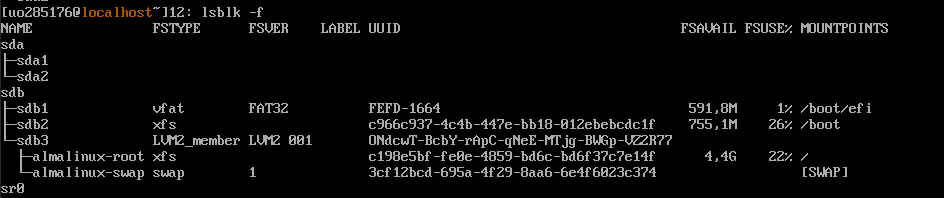 [uo285176@localhost~]12: lsblk -f
NAME FSTYPE FSVER LABEL UUID FSAVAIL FSUSE% MOUNTPOINTS
sda
├─sda1
└─sda2
sdb
├─sdb1 vfat FAT32 FEFD-1664 591,8M 1% /boot/efi
├─sdb2 xfs c966c937-4c4b-447e-bb18-012ebebcdc1f 755,1M 26% /boot
└─sdb3 LVM2_member LVM2 001 ONdcwT-BcbY-rApC-qNeE-MTjg-BWGp-VZ2R77
├─almalinux-root xfs c198e5bf-fe0e-4859-bd6c-bd6f37c7e14f 4,4G 22% /
└─almalinux-swap swap 1 3cf12bcd-695a-4f29-8aa6-6e4f6023c374 [SWAP]
sr0